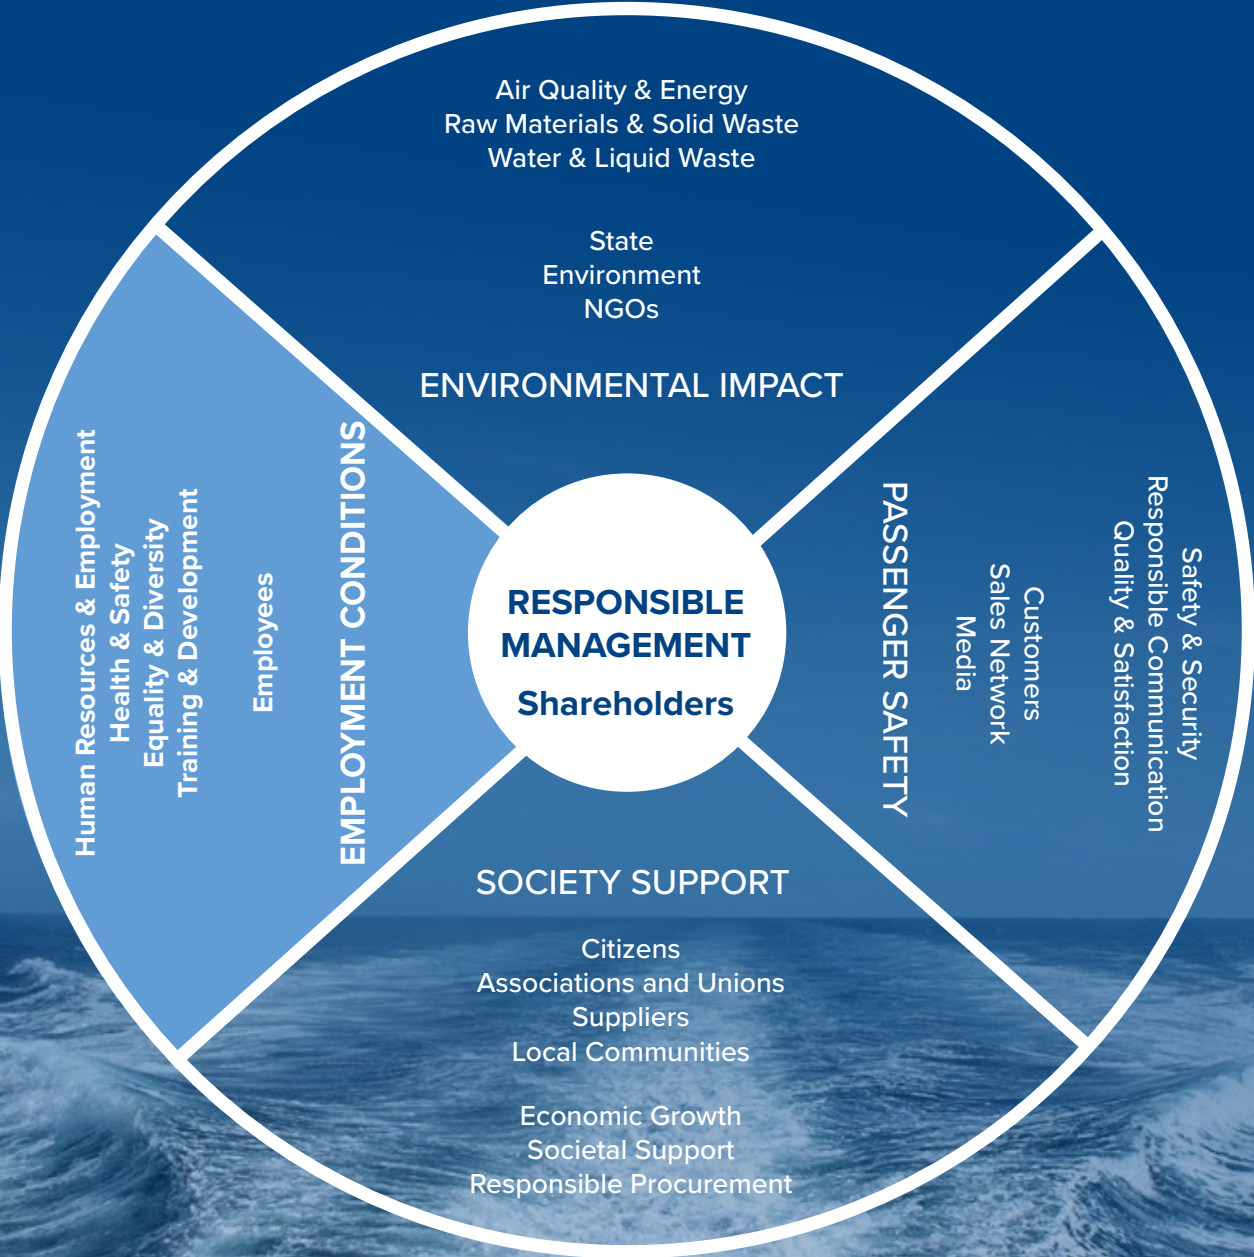 Air Quality & Energy
Raw Materials & Solid Waste
Water & Liquid Waste
State
Environment
NGOs
ENVIRONMENTAL IMPACT
Human Resources & Employment
Health & Safety
Equality & Diversity
Training & Development
Employees
EMPLOYMENT CONDITIONS
RESPONSIBLE
MANAGEMENT
Shareholders
PASSENGER SAFETY
Customers
Sales Network
Media
Safety & Security
Responsible Communication
Quality & Satisfaction
SOCIETY SUPPORT
Citizens
Associations and Unions
Suppliers
Local Communities
Economic Growth
Societal Support
Responsible Procurement